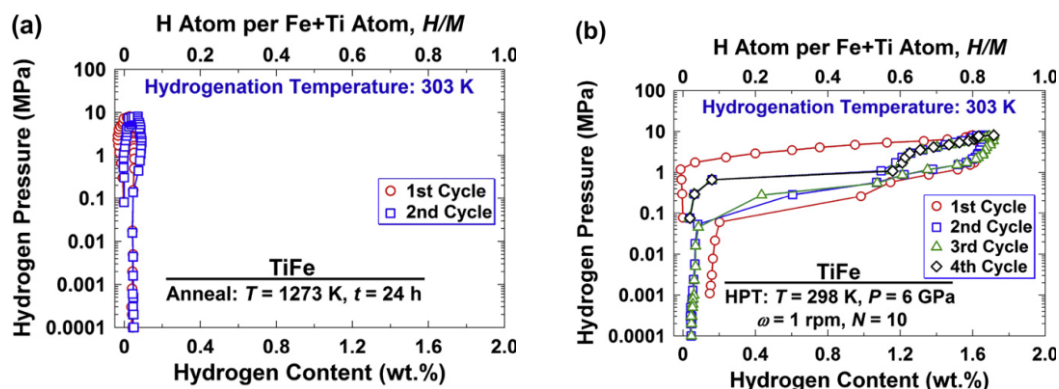 (a)
H Atom per Fe+Ti Atom, H/M
0.0 0.2 0.4 0.6 0.8 1.0
Hydrogen Pressure (MPa)
100
10
1
0.1
0.01
0.001
0.0001
Hydrogenation Temperature: 303 K
1st Cycle
2nd Cycle
TiFe
Anneal: T = 1273 K, t = 24 h
0 0.4 0.8 1.2 1.6 2.0
Hydrogen Content (wt.%)
(b)
H Atom per Fe+Ti Atom, H/M
0.0 0.2 0.4 0.6 0.8 1.0
Hydrogen Pressure (MPa)
100
10
1
0.1
0.01
0.001
0.0001
Hydrogenation Temperature: 303 K
1st Cycle
2nd Cycle
3rd Cycle
4th Cycle
TiFe
HPT: T = 298 K, P = 6 GPa
ω = 1 rpm, N = 10
0 0.4 0.8 1.2 1.6 2.0
Hydrogen Content (wt.%)